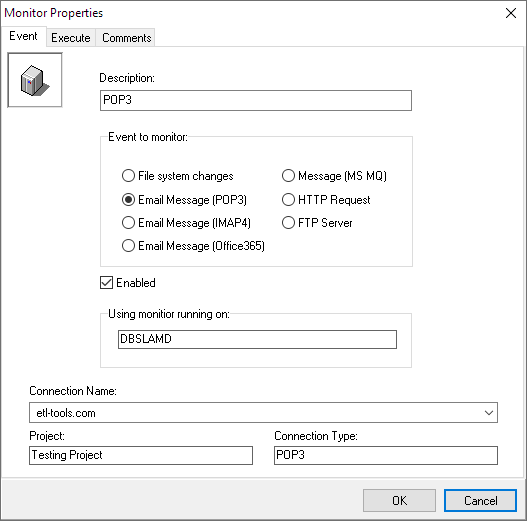 Monitor Properties
Event Execute Comments
Description:
POP3
Event to monitor:
File system changes Message (MS MQ)
Email Message (POP3) HTTP Request
Email Message (IMAP4) FTP Server
Email Message (Office365)
Enabled
Using monitior running on:
DBSLAMD
Connection Name:
etl-tools.com
Project: Connection Type:
Testing Project POP3
OK Cancel